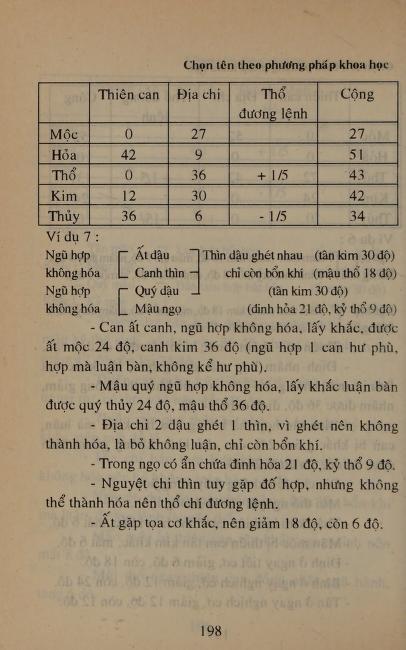 Chọn tên theo phương pháp khoa học
Thiên can Địa chi Thổ đương lệnh Cộng
Mộc 0 27 27
Hỏa 42 9 51
Thổ 0 36 + 1/5 43
Kim 12 30 42
Thủy 36 6 - 1/5 34
Ví dụ 7 :
Ngũ hợp Ất dậu Thìn dậu ghét nhau (tân kim 30 độ)
không hóa Canh thìn chỉ còn bổn khí (mậu thổ 18 độ)
Ngũ hợp Quý dậu (tân kim 30 độ)
không hóa Mậu ngọ (đinh hỏa 21 độ, kỷ thổ 9 độ)
- Can ất canh, ngũ hợp không hóa, lấy khắc, được
ất mộc 24 độ, canh kim 36 độ (ngũ hợp 1 can hư phù,
hợp mà luận bàn, không kể hư phù).
- Mậu quý ngũ hợp không hóa, lấy khắc luận bàn
được quý thủy 24 độ, mậu thổ 36 độ.
- Địa chi 2 dậu ghét 1 thìn, vì ghét nên không
thành hóa, là bỏ không luận, chỉ còn bổn khí.
- Trong ngọ có ẩn chứa đinh hỏa 21 độ, kỷ thổ 9 độ.
- Nguyệt chi thìn tuy gặp đố hợp, nhưng không
thể thành hóa nên thổ chí đương lệnh.
- Ất gặp tọa cơ khắc, nên giảm 18 độ, còn 6 độ.
198